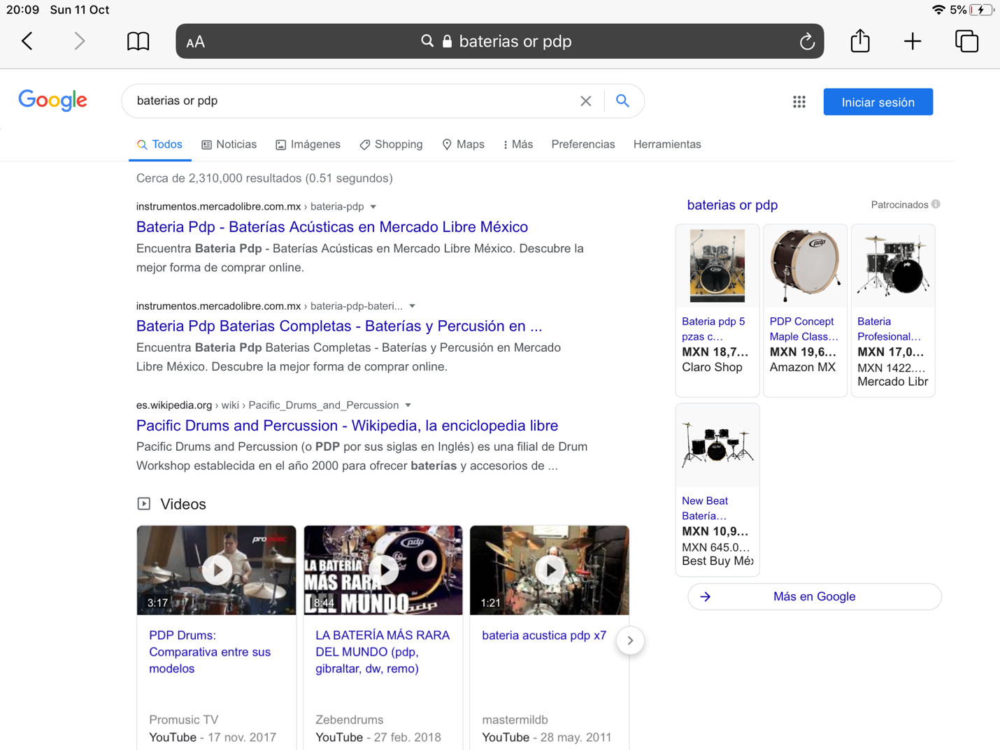 20:09 Sun 11 Oct
5%
AA
baterias or pdp
Google
baterias or pdp
Iniciar sesión
Todos
Noticias
Imágenes
Shopping
Maps
Más
Preferencias
Herramientas
Cerca de 2,310,000 resultados (0.51 segundos)
instrumentos.mercadolibre.com.mx › bateria-pdp
Bateria Pdp - Baterías Acústicas en Mercado Libre México
Encuentra Bateria Pdp - Baterías Acústicas en Mercado Libre México. Descubre la
mejor forma de comprar online.
instrumentos.mercadolibre.com.mx › bateria-pdp-bateri...
Bateria Pdp Baterias Completas - Baterías y Percusión en ...
Encuentra Bateria Pdp Baterias Completas - Baterías y Percusión en Mercado
Libre México. Descubre la mejor forma de comprar online.
es.wikipedia.org › wiki › Pacific_Drums_and_Percussion
Pacific Drums and Percussion - Wikipedia, la enciclopedia libre
Pacific Drums and Percussion (o PDP por sus siglas en Inglés) es una filial de Drum
Workshop establecida en el año 2000 para ofrecer baterías y accesorios de ...
Videos
promusic
3:17
PDP Drums:
Comparativa entre sus
modelos
Promusic TV
YouTube - 17 nov. 2017
pdp
LA BATERÍA
MÁS RARA
DEL MUNDO
pdp
8:44
LA BATERÍA MÁS RARA
DEL MUNDO (pdp,
gibraltar, dw, remo)
Zebendrums
YouTube - 27 feb. 2018
1:21
bateria acustica pdp x7
mastermildb
YouTube - 28 may. 2011
baterias or pdp
Patrocinados
pdp
Bateria pdp 5
pzas c...
MXN 18,7...
Claro Shop
pdp
PDP Concept
Maple Class...
MXN 19,6...
Amazon MX
pdp
Bateria
Profesional...
MXN 17,0...
MXN 1422....
Mercado Libr
New Beat
Batería...
MXN 10,9...
MXN 645.0...
Best Buy Méx
Más en Google